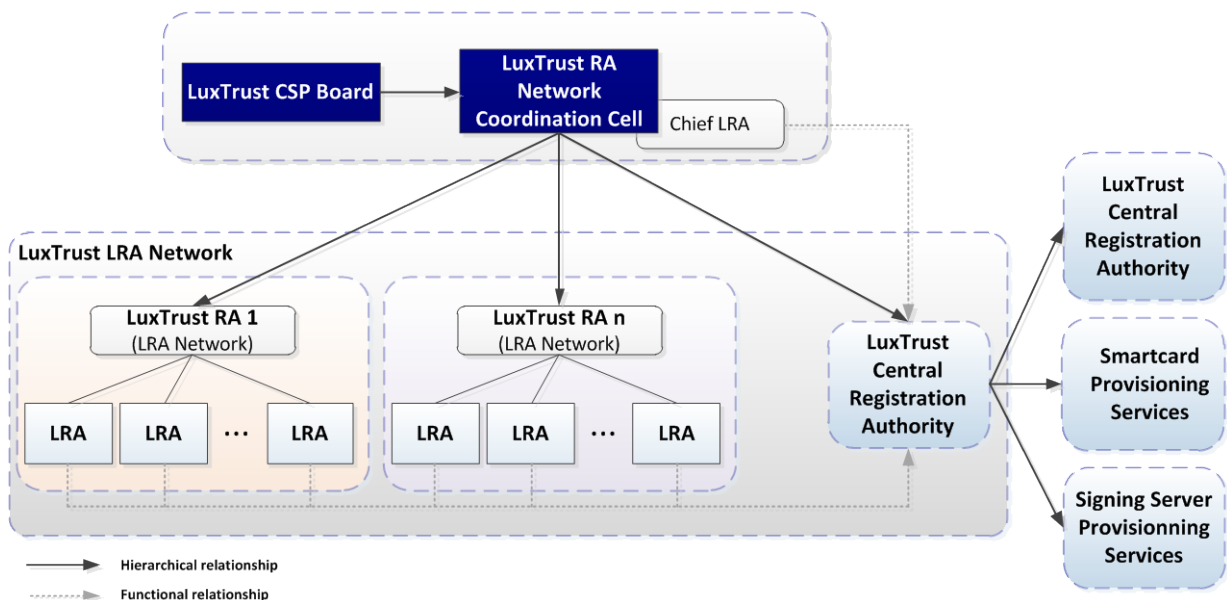 LuxTrust CSP Board
LuxTrust RA
Network
Coordination Cell
Chief LRA
LuxTrust
Central
Registration
Authority
LuxTrust LRA Network
LuxTrust RA 1
(LRA Network)
LuxTrust RA n
(LRA Network)
LuxTrust
Central
Registration
Authority
Smartcard
Provisioning
Services
LRA
LRA
...
LRA
LRA
LRA
...
LRA
Signing Server
Provisionning
Services
Hierarchical relationship
Functional relationship